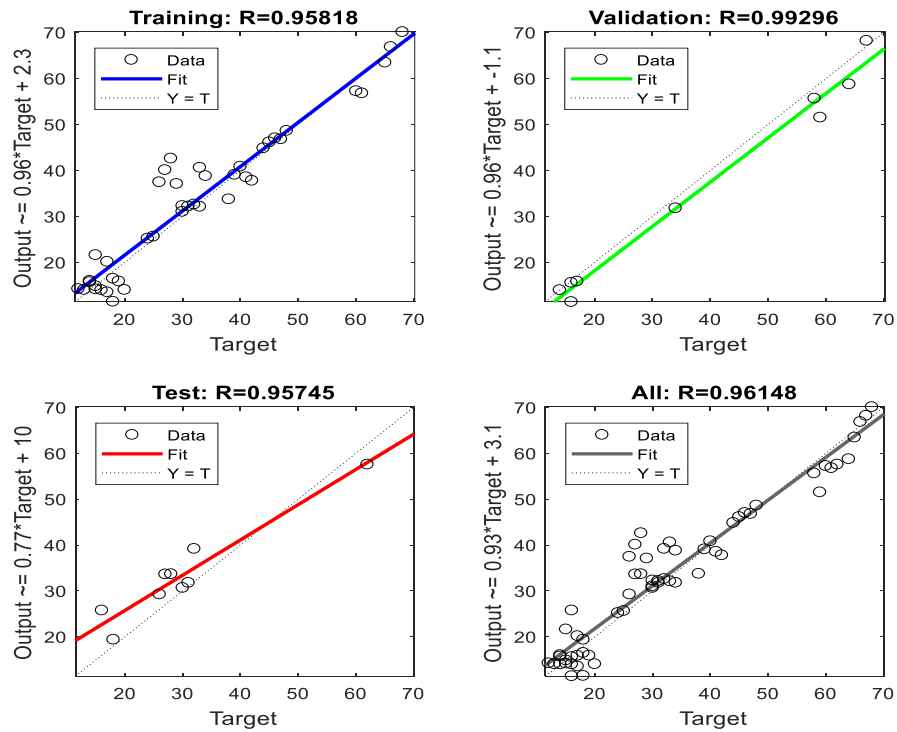 Training: R=0.95818
Output ~= 0.96*Target + 2.3
70
60
50
40
30
20
Data
Fit
Y = T
20 30 40 50 60 70
Target
Validation: R=0.99296
Output ~= 0.96*Target + -1.1
70
60
50
40
30
20
Data
Fit
Y = T
20 30 40 50 60 70
Target
Test: R=0.95745
Output ~= 0.77*Target + 10
70
60
50
40
30
20
Data
Fit
Y = T
20 30 40 50 60 70
Target
All: R=0.96148
Output ~= 0.93*Target + 3.1
70
60
50
40
30
20
Data
Fit
Y = T
20 30 40 50 60 70
Target